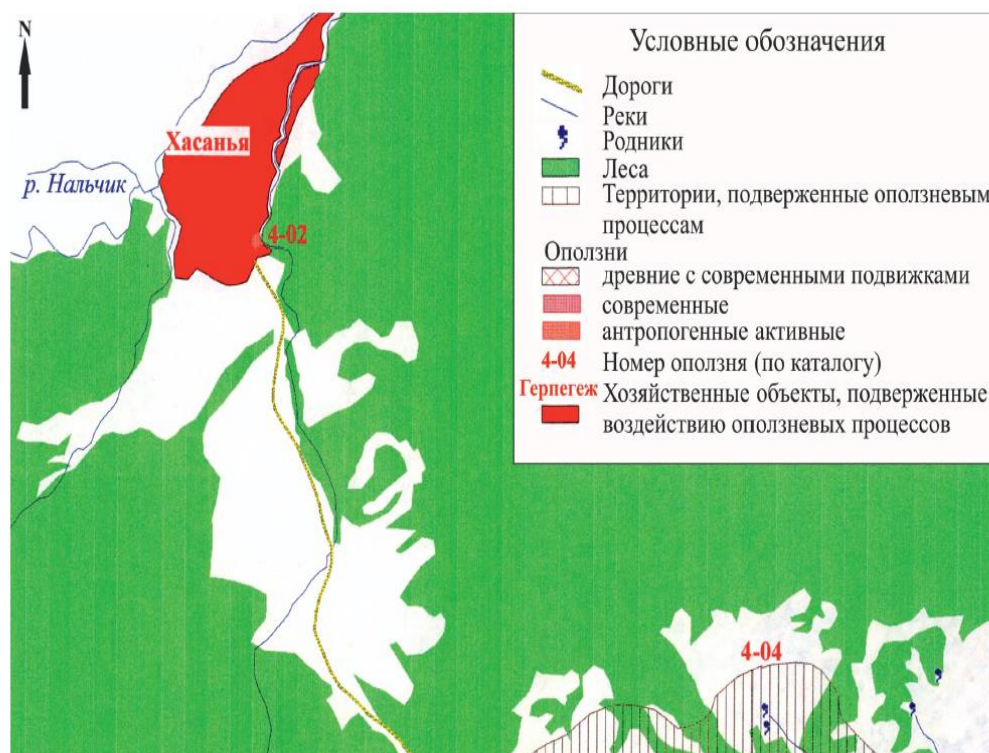 N
Хасанья
р. Нальчик
4-02
4-04
Условные обозначения
Дороги
Реки
Родники
Леса
Территории, подверженные оползневым
процессам
Оползни
древние с современными подвижками
современные
антропогенные активные
4-04 Номер оползня (по каталогу)
Герпегеж Хозяйственные объекты, подверженные
воздействию оползневых процессов